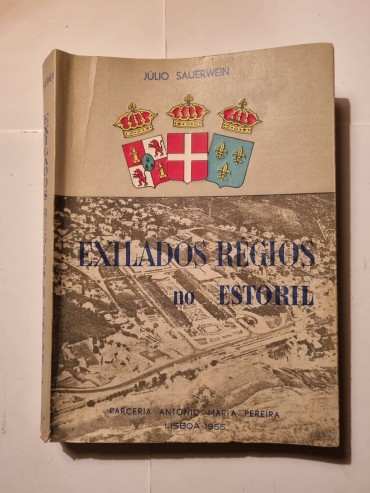 JÚLIO SAUERWEIN
EXILADOS RÉGIOS
no ESTORIL
PARCERIA ANTÓNIO MARIA PEREIRA
LISBOA-1955